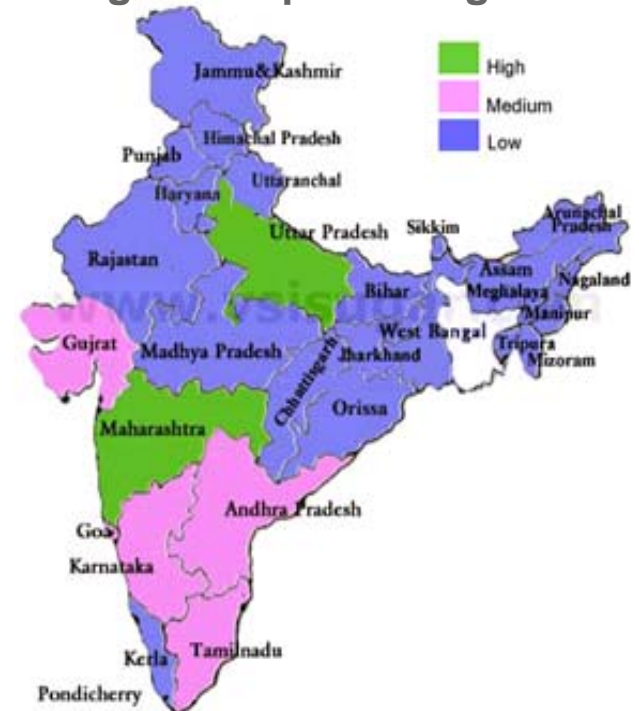 Jammu&Kashmir
High
Medium
Low
Himachal Pradesh
Punjab
Uttaranchal
Haryana
Uttar Pradesh
Sikkim
Arunachal
Pradesh
Rajastan
Assam
Nagaland
Bihar
Meghalaya
Manipur
Gujrat
Madhya Pradesh
West Bangal
Jharkhand
Tripura
Mizoram
Chhattisgarh
Orissa
Maharashtra
Andhra Pradesh
Goa
Karnataka
Kerla
Tamilnadu
Pondicherry